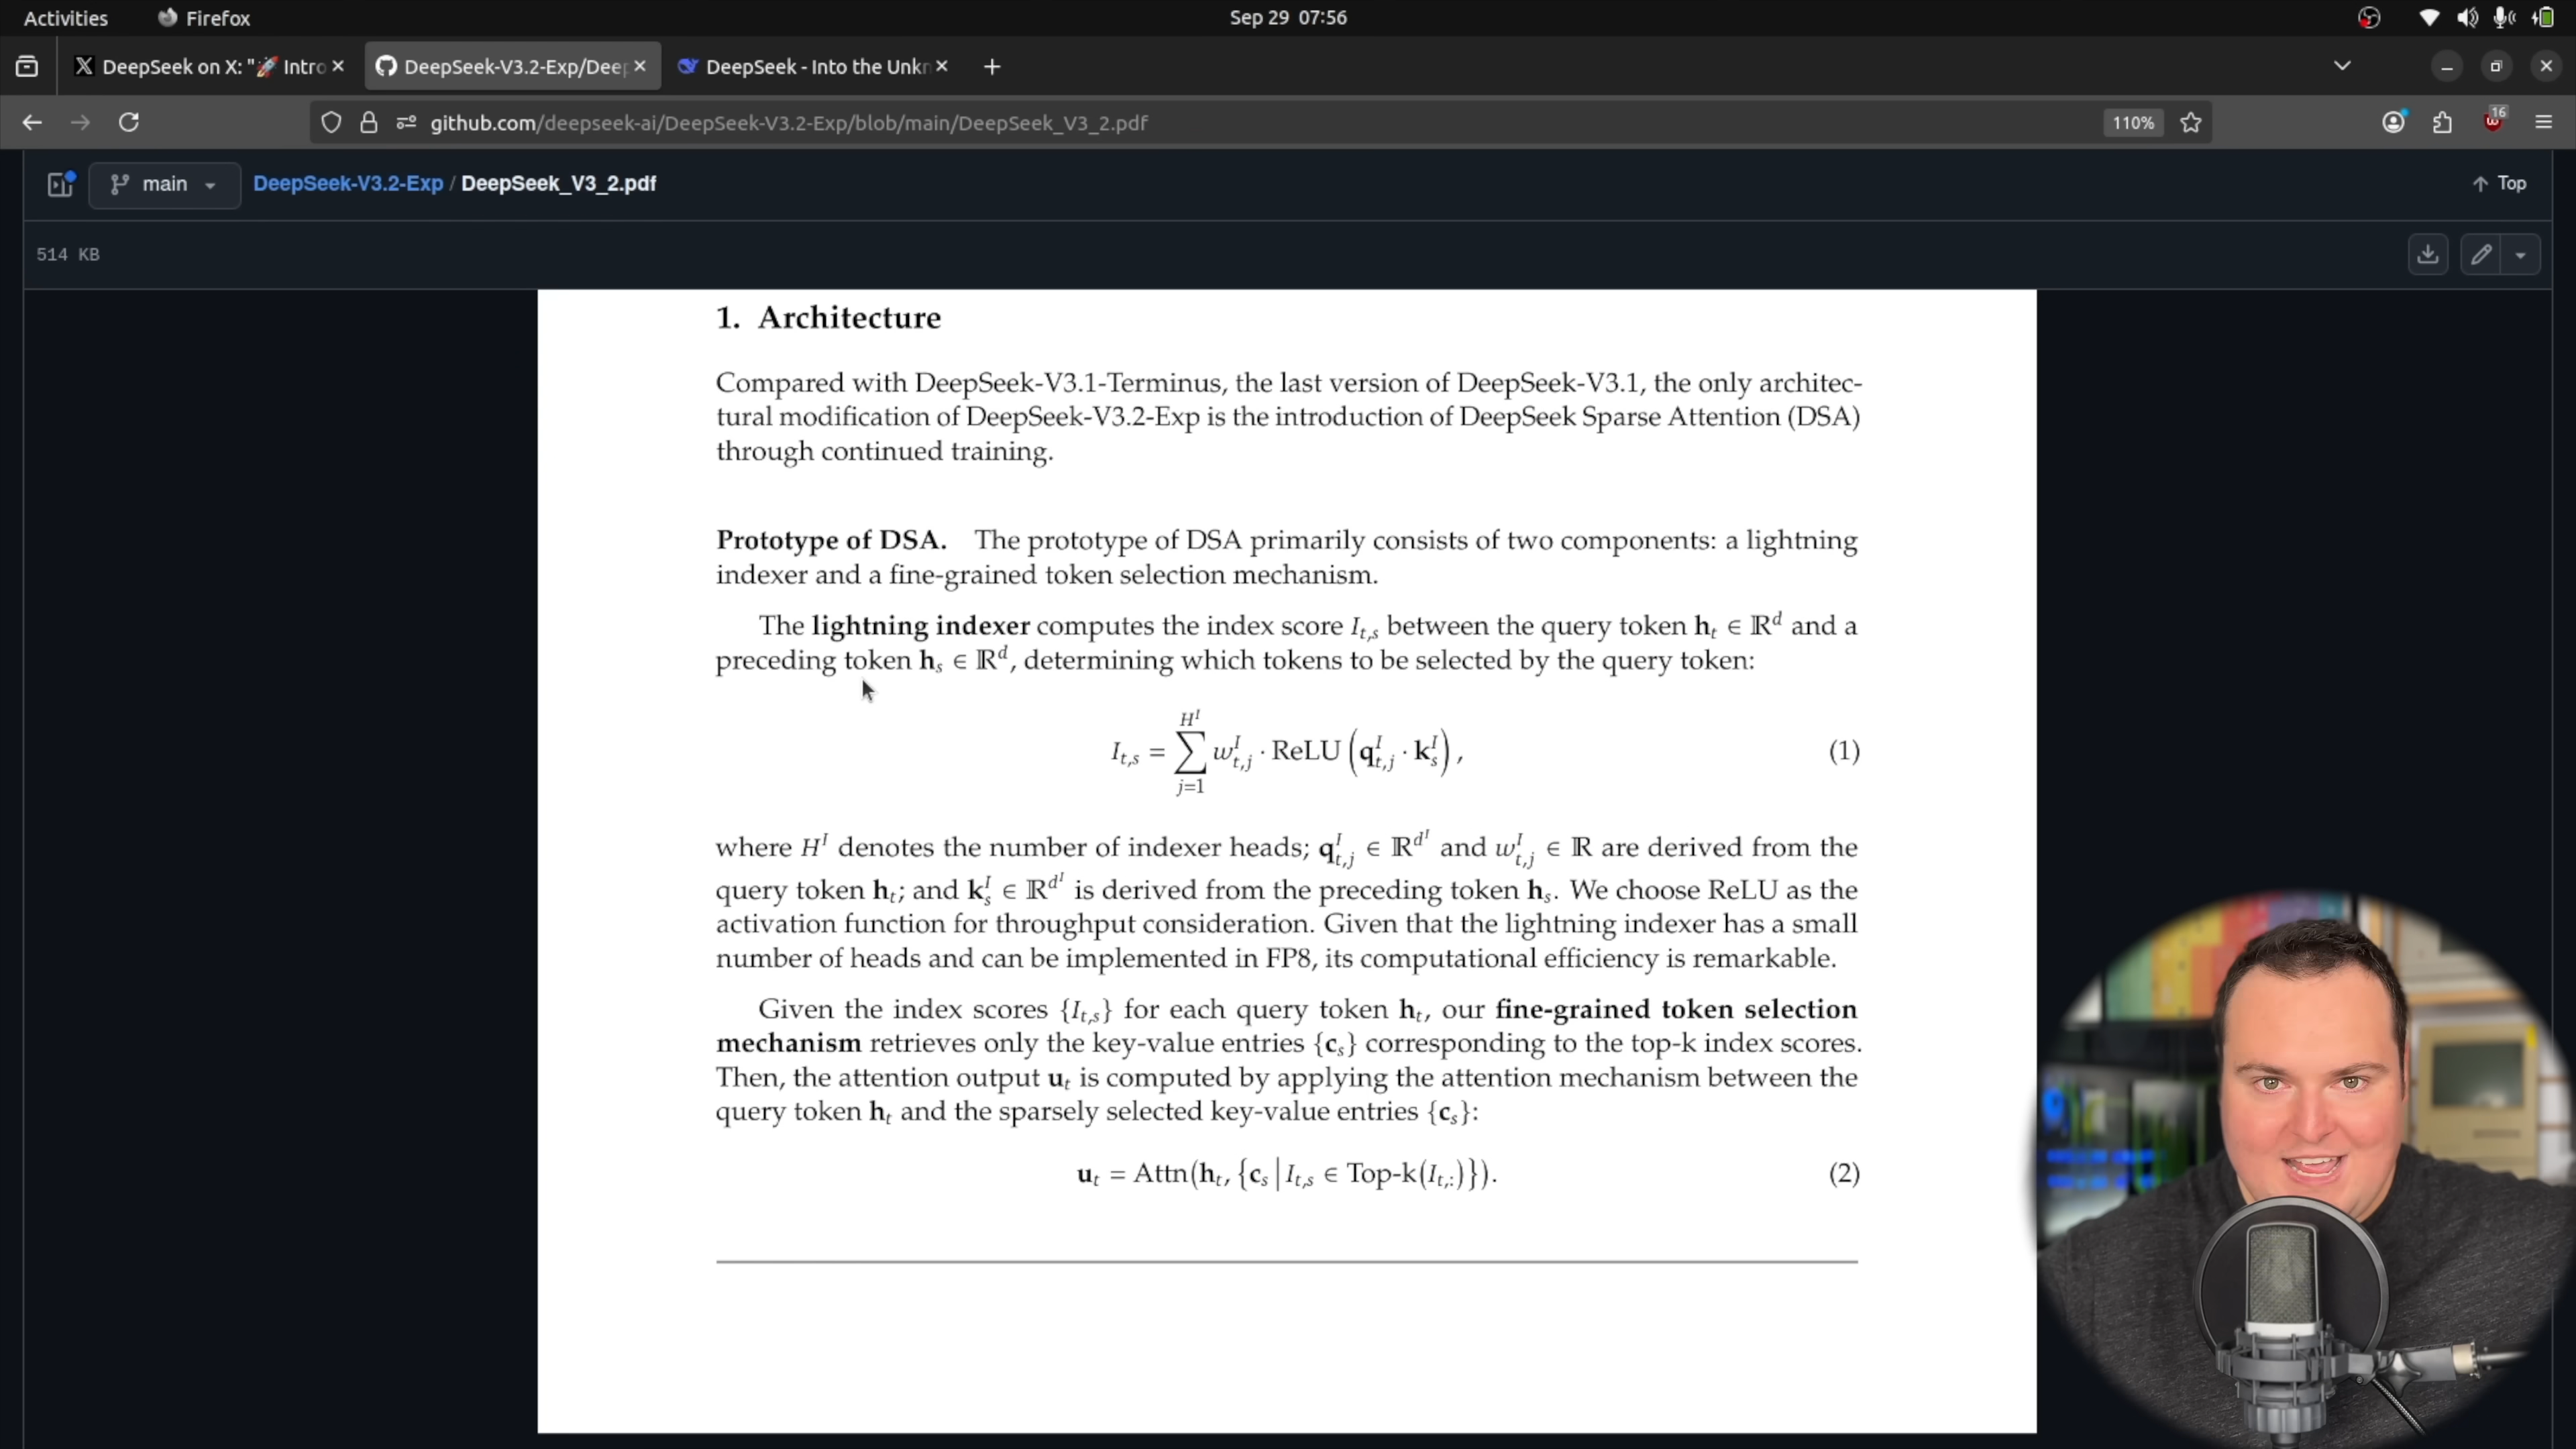 Activities Firefox Sep 29 07:56
DeepSeek on X: "🚀 Intro DeepSeek-V3.2-Exp/Deep DeepSeek - Into the Unkn
github.com/deepseek-ai/DeepSeek-V3.2-Exp/blob/main/DeepSeek_V3_2.pdf 110% 16
main DeepSeek-V3.2-Exp / DeepSeek_V3_2.pdf Top
514 KB
1. Architecture
Compared with DeepSeek-V3.1-Terminus, the last version of DeepSeek-V3.1, the only architec-
tural modification of DeepSeek-V3.2-Exp is the introduction of DeepSeek Sparse Attention (DSA)
through continued training.
Prototype of DSA. The prototype of DSA primarily consists of two components: a lightning
indexer and a fine-grained token selection mechanism.
The lightning indexer computes the index score I_{t,s} between the query token h_t ∈ ℝ^d and a
preceding token h_s ∈ ℝ^d, determining which tokens to be selected by the query token:
I_{t,s} = ∑_{j=1}^{H^I} w^I_{t,j} · ReLU (q^I_{t,j} · k^I_s), (1)
where H^I denotes the number of indexer heads; q^I_{t,j} ∈ ℝ^{d^I} and w^I_{t,j} ∈ ℝ are derived from the
query token h_t; and k^I_s ∈ ℝ^{d^I} is derived from the preceding token h_s. We choose ReLU as the
activation function for throughput consideration. Given that the lightning indexer has a small
number of heads and can be implemented in FP8, its computational efficiency is remarkable.
Given the index scores {I_{t,s}} for each query token h_t, our fine-grained token selection
mechanism retrieves only the key-value entries {c_s} corresponding to the top-k index scores.
Then, the attention output u_t is computed by applying the attention mechanism between the
query token h_t and the sparsely selected key-value entries {c_s}:
u_t = Attn(h_t, {c_s | I_{t,s} ∈ Top-k(I_{t,:})}). (2)